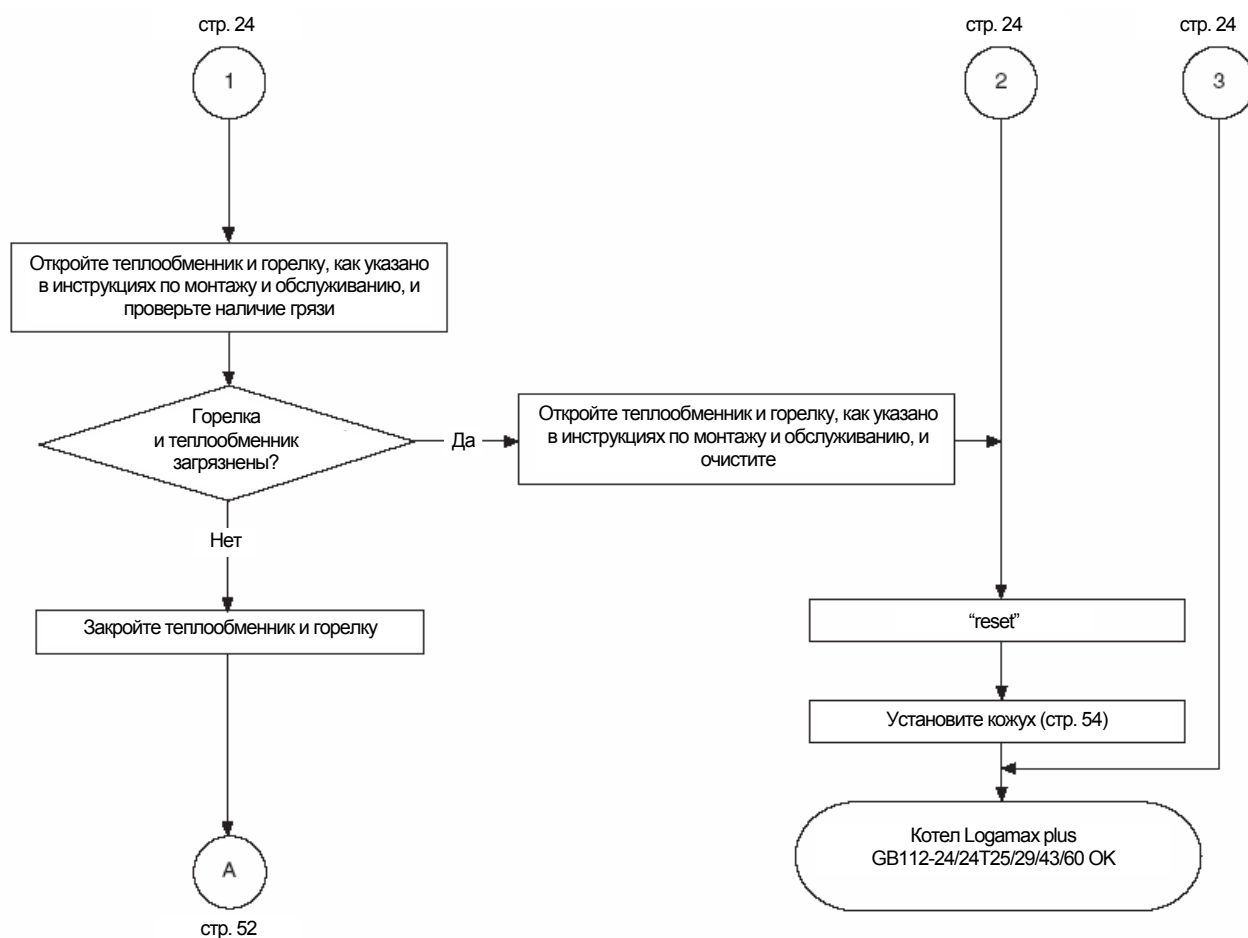 стр. 24
стр. 24
стр. 24
1
2
3
Откройте теплообменник и горелку, как указано
в инструкциях по монтажу и обслуживанию, и
проверьте наличие грязи
Горелка
и теплообменник
загрязнены?
Да
Откройте теплообменник и горелку, как указано
в инструкциях по монтажу и обслуживанию, и
очистите
Нет
Закройте теплообменник и горелку
“reset”
Установите кожух (стр. 54)
Котел Logamax plus
GB112-24/24T25/29/43/60 OK
A
стр. 52